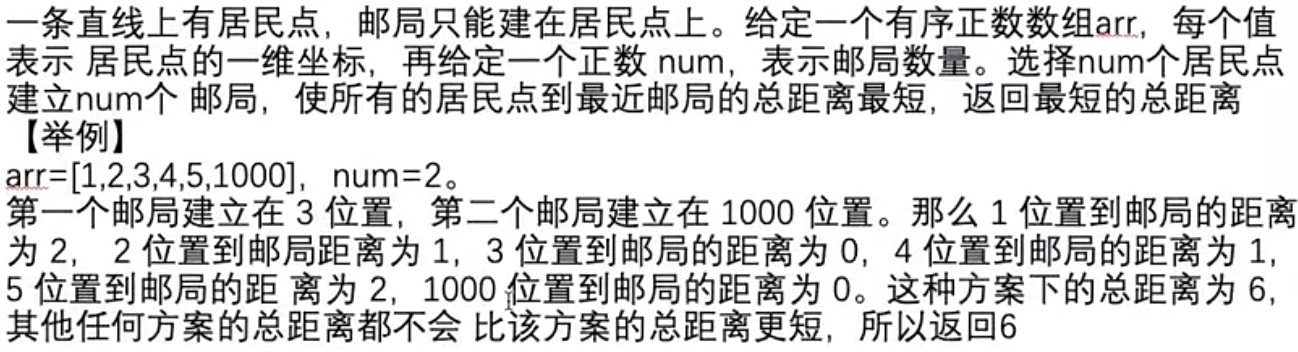 一条直线上有居民点，邮局只能建在居民点上。给定一个有序正数数组arr，每个值
表示 居民点的一维坐标，再给定一个正数 num，表示邮局数量。选择num个居民点
建立num个 邮局，使所有的居民点到最近邮局的总距离最短，返回最短的总距离
【举例】
arr=[1,2,3,4,5,1000]，num=2。
第一个邮局建立在 3 位置，第二个邮局建立在 1000 位置。那么 1 位置到邮局的距离
为 2， 2 位置到邮局距离为 1，3 位置到邮局的距离为 0，4 位置到邮局的距离为 1，
5 位置到邮局的距 离为 2，1000 位置到邮局的距离为 0。这种方案下的总距离为 6，
其他任何方案的总距离都不会 比该方案的总距离更短，所以返回6